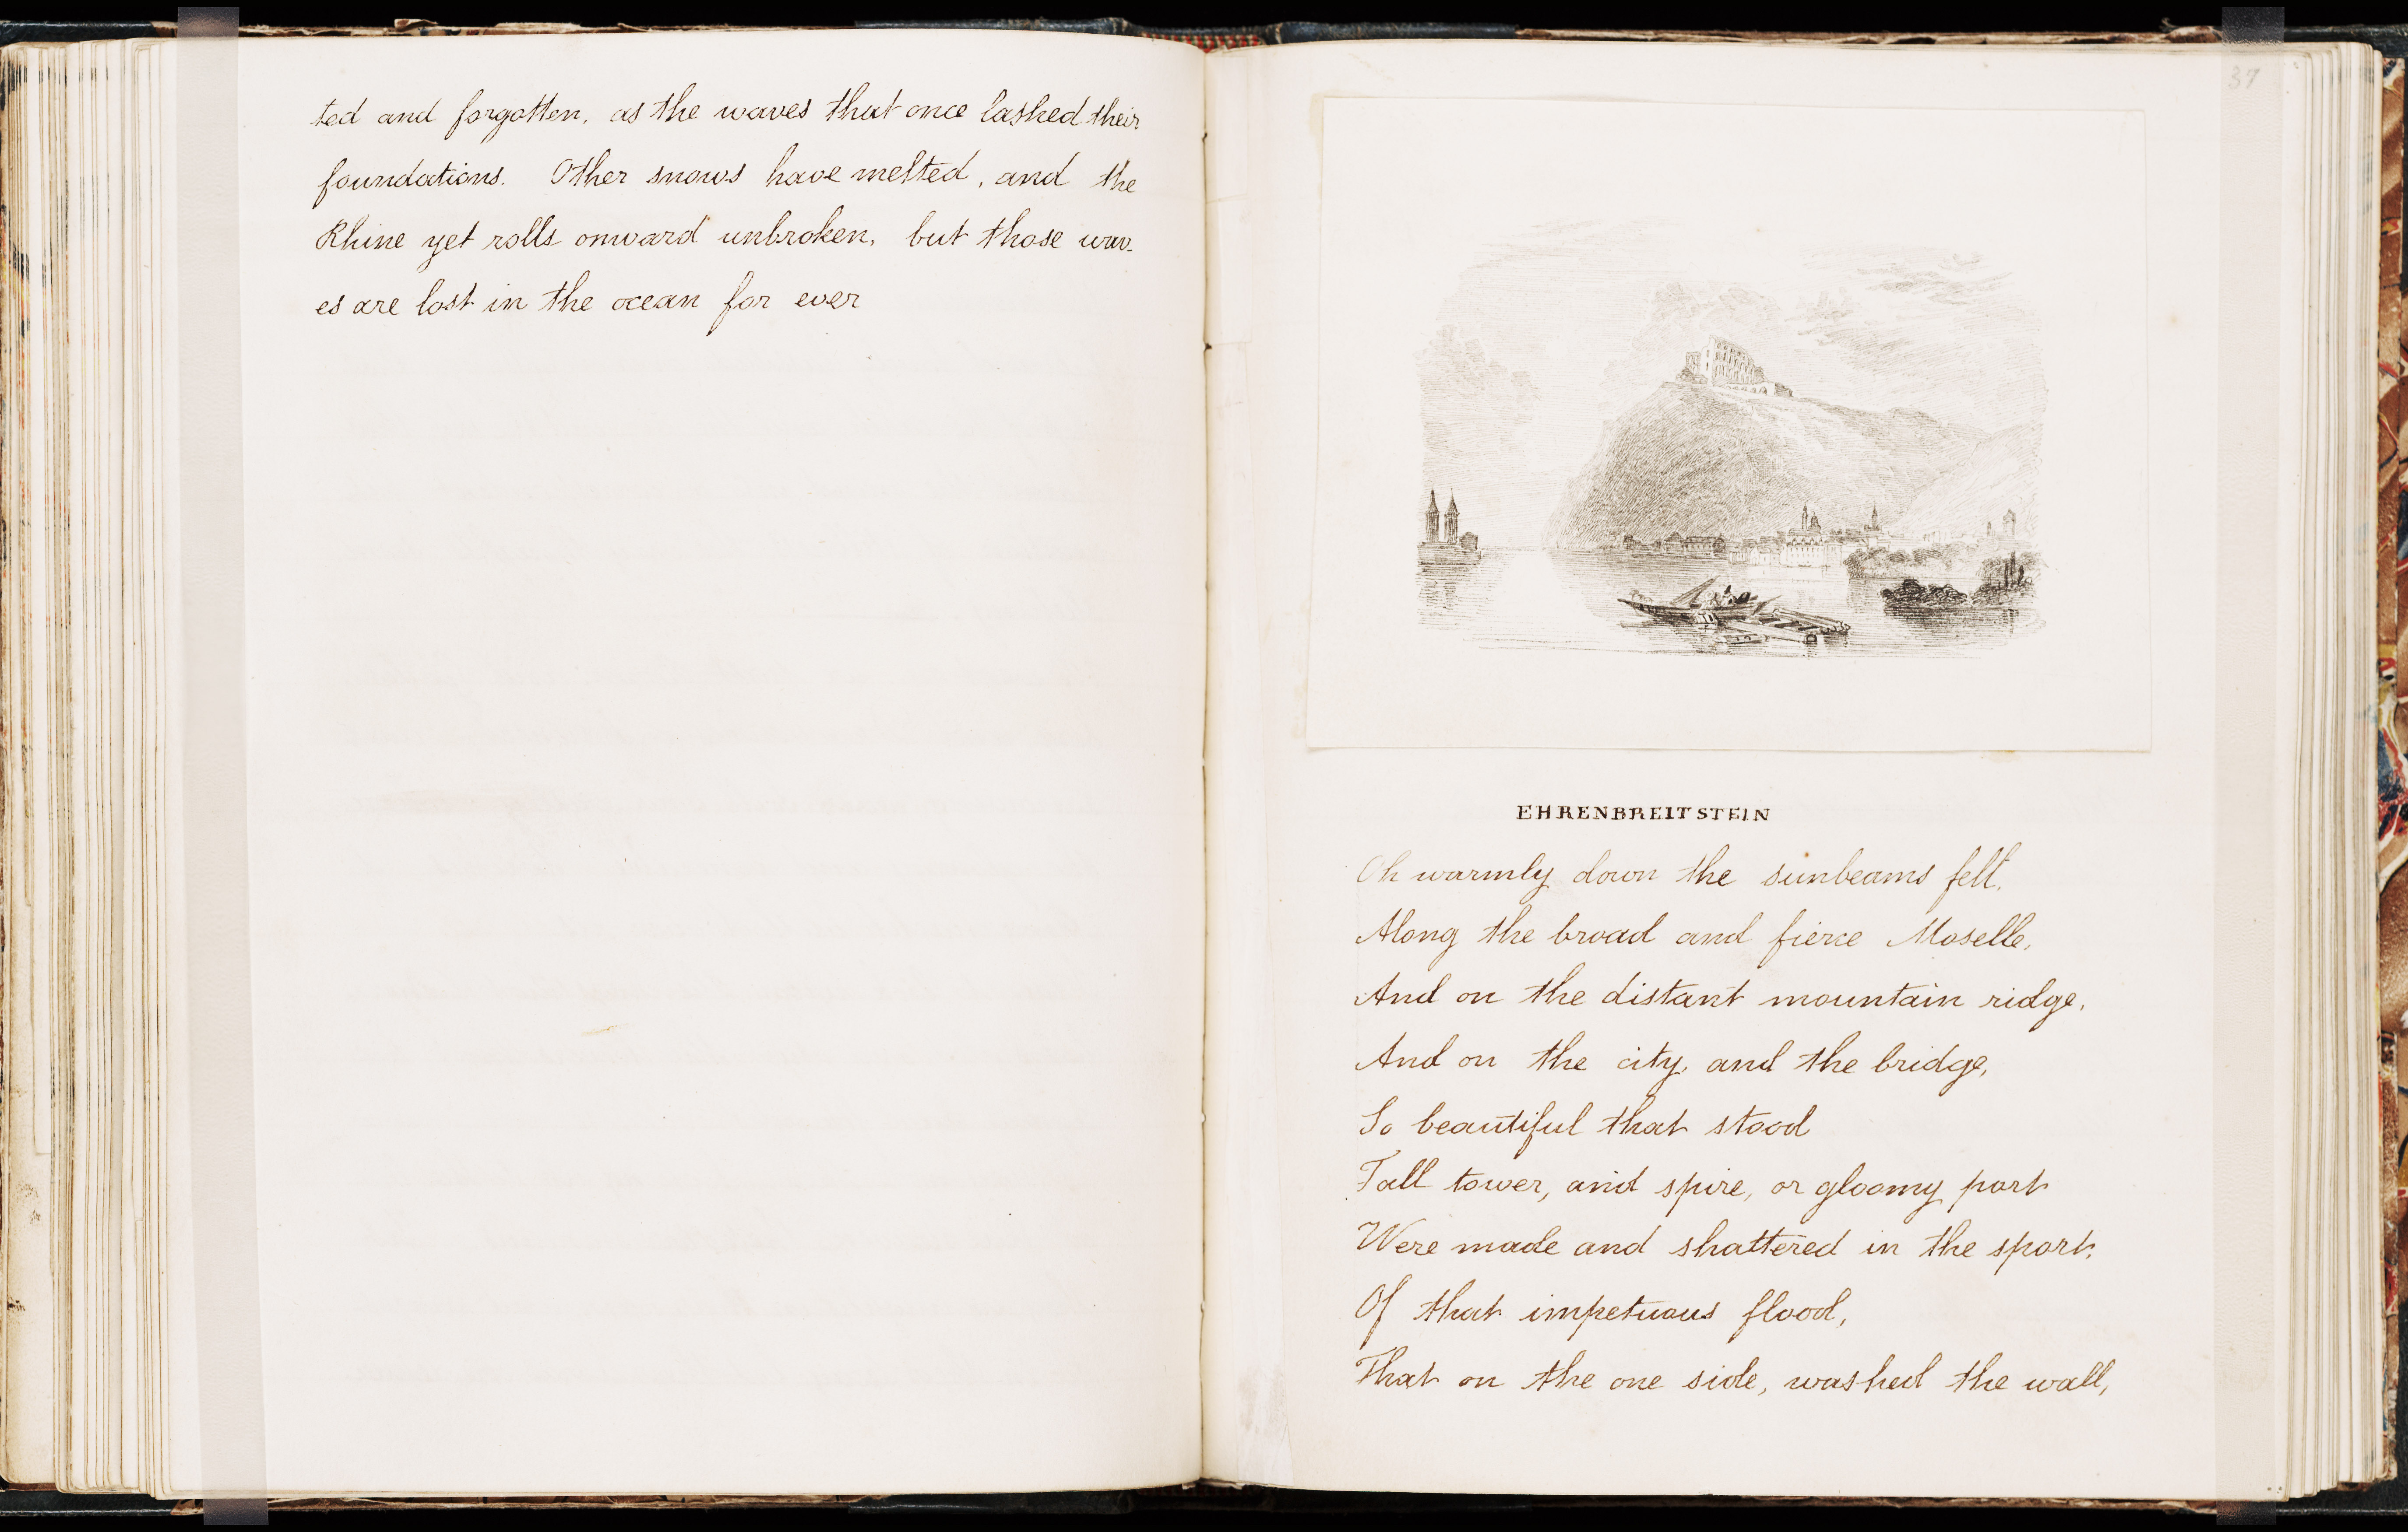 ted and forgotten, as the waves that once lashed their
foundations. Other snows have melted, and the
Rhine yet rolls onward unbroken, but those wav-
es are lost in the ocean for ever
37
EHRENBREITSTEIN
Oh warmly down the sunbeams fell,
Along the broad and fierce Moselle,
And on the distant mountain ridge,
And on the city, and the bridge,
So beautiful that stood
Tall tower, and spire, or gloomy port
Were made and shattered in the sport,
Of that impetuous flood,
That on the one side, washed the wall,